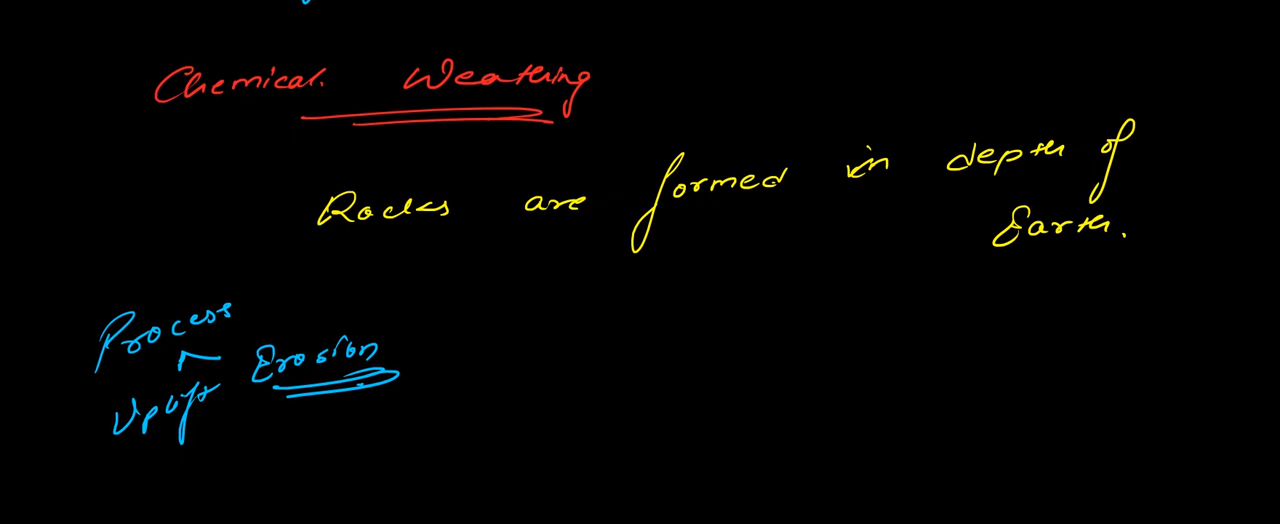 Chemical. Weathering
Rocks are formed in depth of
Earth.
Process
Erosion
Uplift